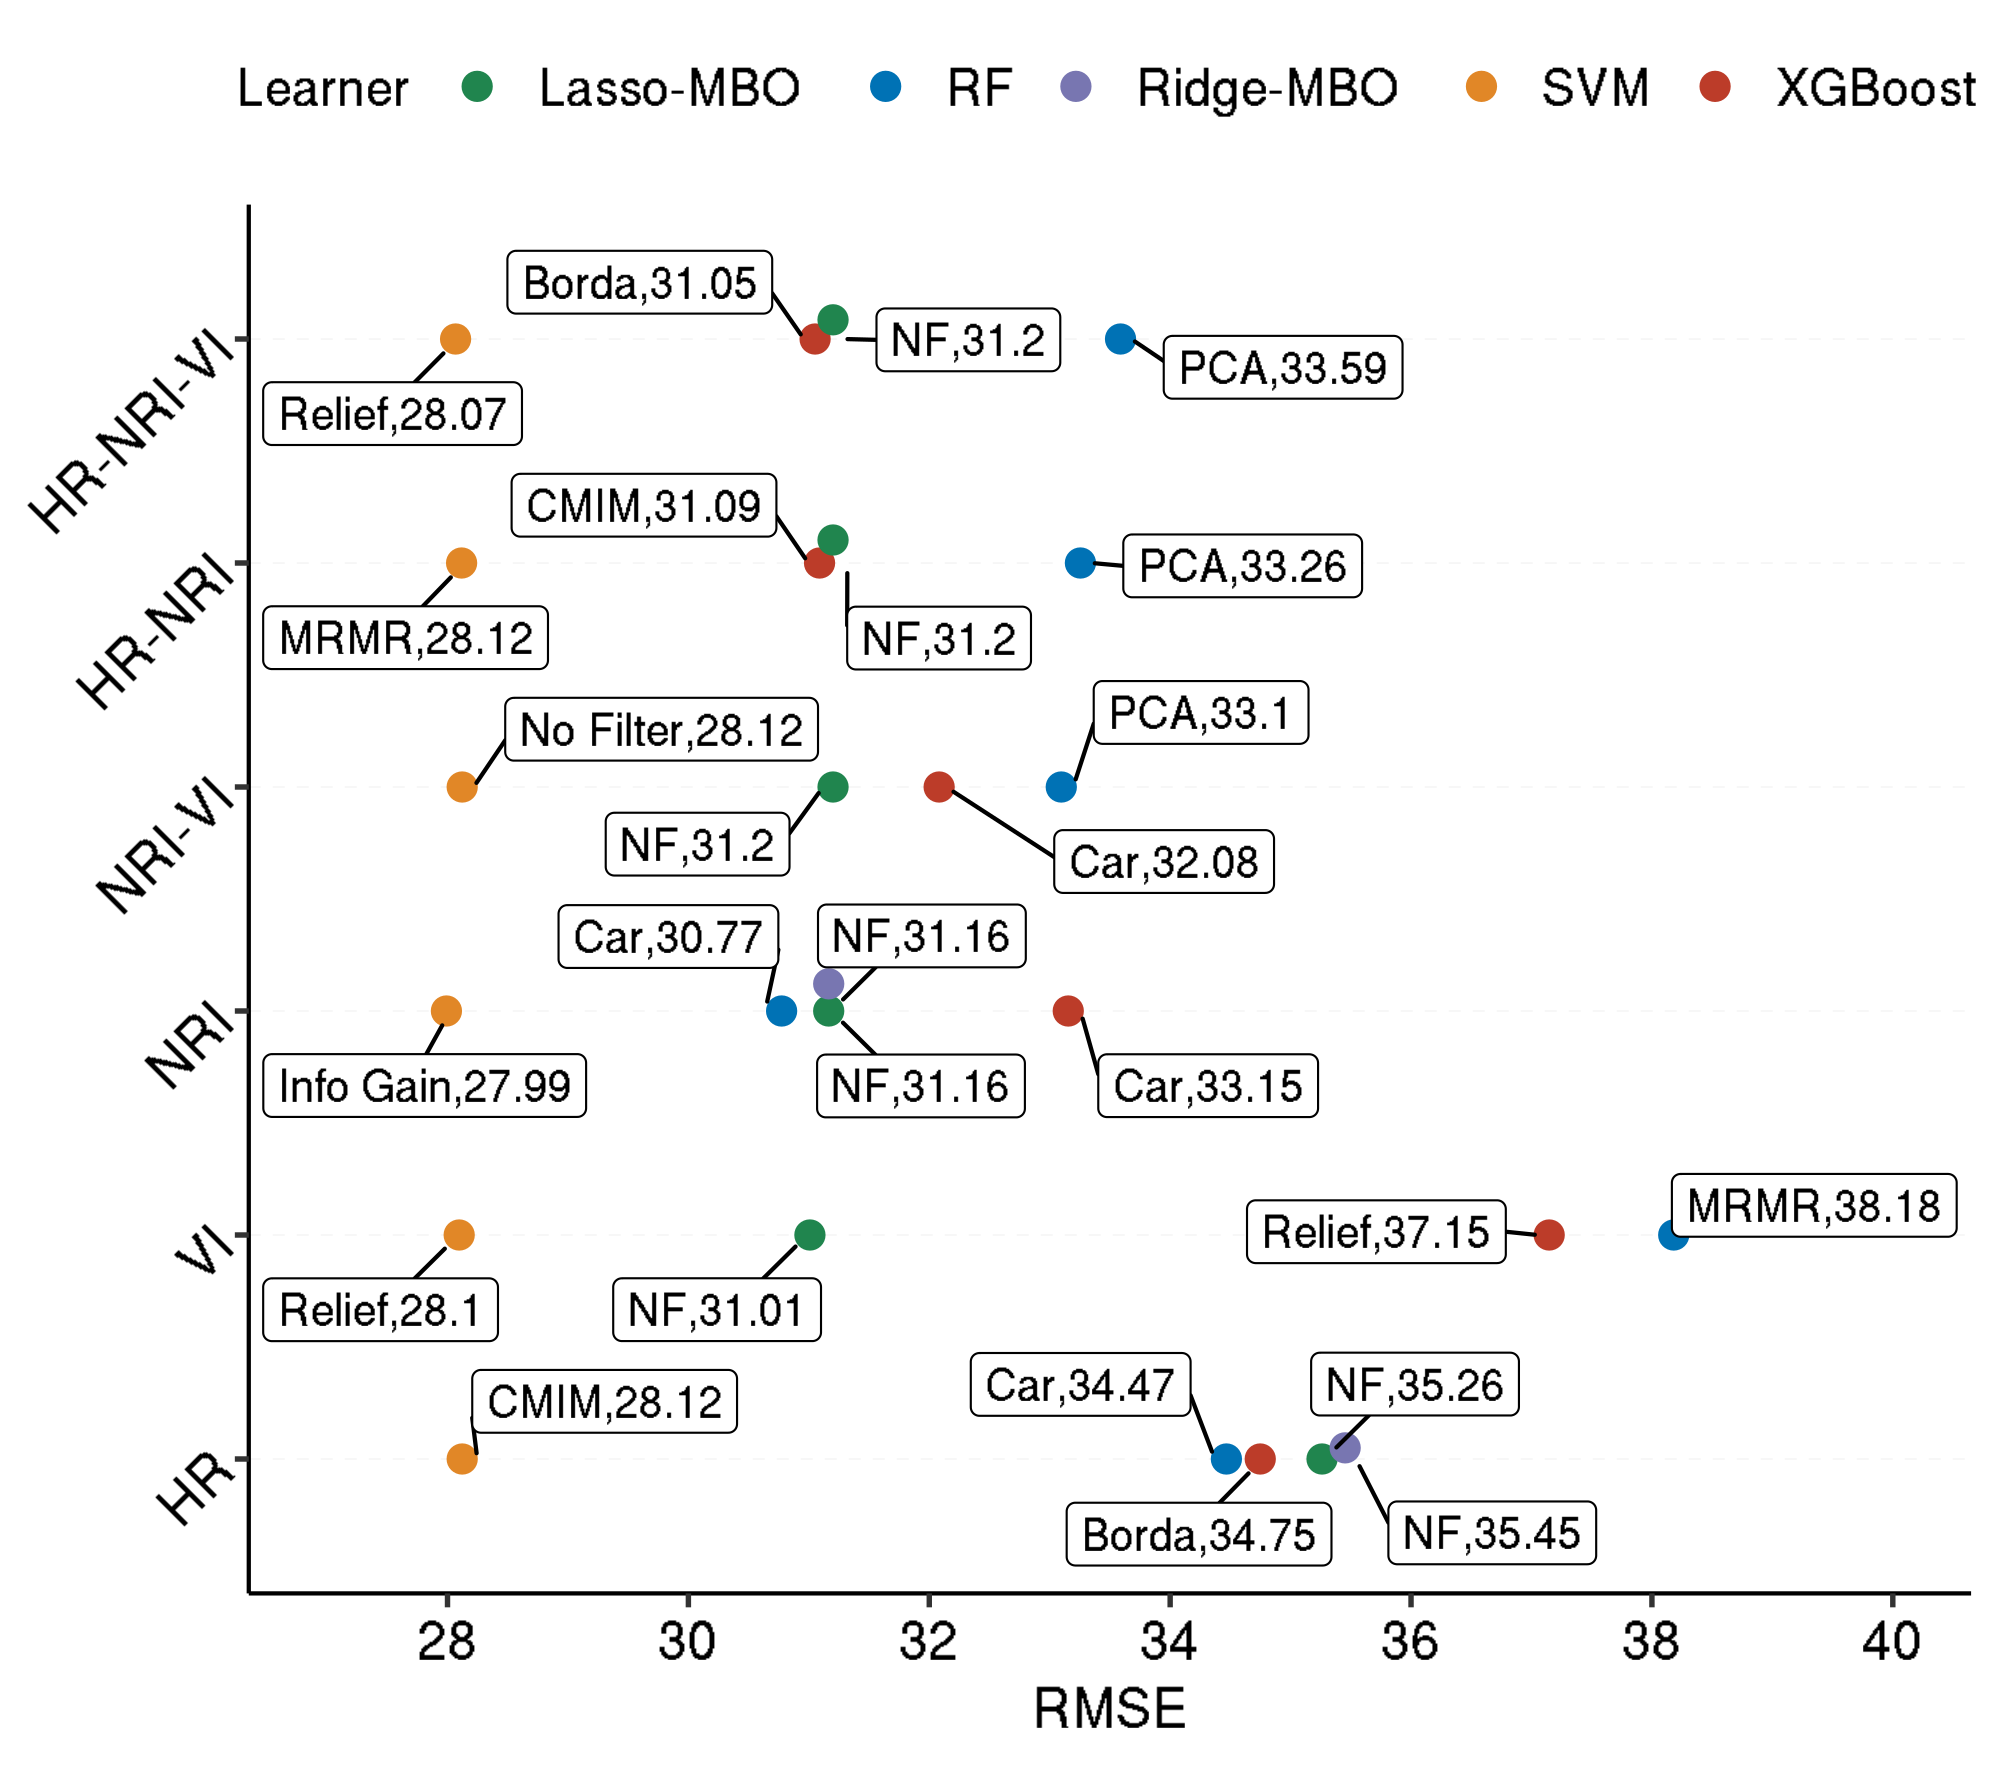 Learner Lasso-MBO RF Ridge-MBO SVM XGBoost
HR-NRI-VI
Borda,31.05
NF,31.2
PCA,33.59
Relief,28.07
HR-NRI
CMIM,31.09
PCA,33.26
MRMR,28.12
NF,31.2
NRI-VI
No Filter,28.12
PCA,33.1
NF,31.2
Car,32.08
NRI
Car,30.77
NF,31.16
Info Gain,27.99
NF,31.16
Car,33.15
VI
Relief,37.15
MRMR,38.18
Relief,28.1
NF,31.01
HR
CMIM,28.12
Car,34.47
NF,35.26
Borda,34.75
NF,35.45
28 30 32 34 36 38 40
RMSE